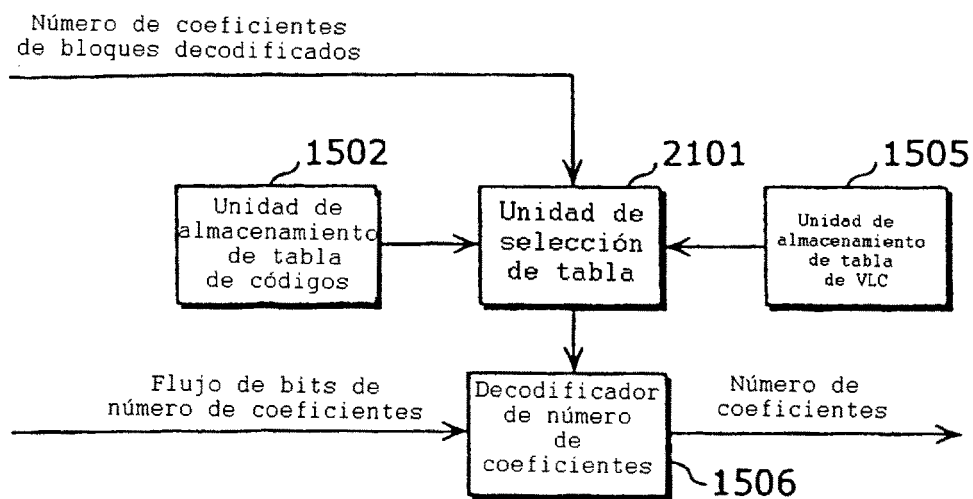 Número de coeficientes
de bloques decodificados
1502
2101
1505
Unidad de
almacenamiento
de tabla
de códigos
Unidad de
selección
de tabla
Unidad de
almacenamiento
de tabla
de VLC
Flujo de bits de
número de coeficientes
Decodificador
de número
de
coeficientes
Número de
coeficientes
1506